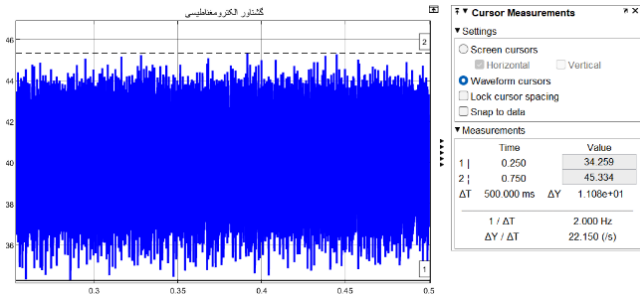 گشتاور الکترومغناطیسی
46
44
42
40
38
36
0.3
0.35
0.4
0.45
0.5
2
1
Cursor Measurements
Settings
Screen cursors
Horizontal Vertical
Waveform cursors
Lock cursor spacing
Snap to data
Measurements
Time Value
1 | 0.250 34.259
2 ¦ 0.750 45.334
ΔT 500.000 ms ΔY 1.108e+01
1 / ΔT 2.000 Hz
ΔY / ΔT 22.150 (/s)